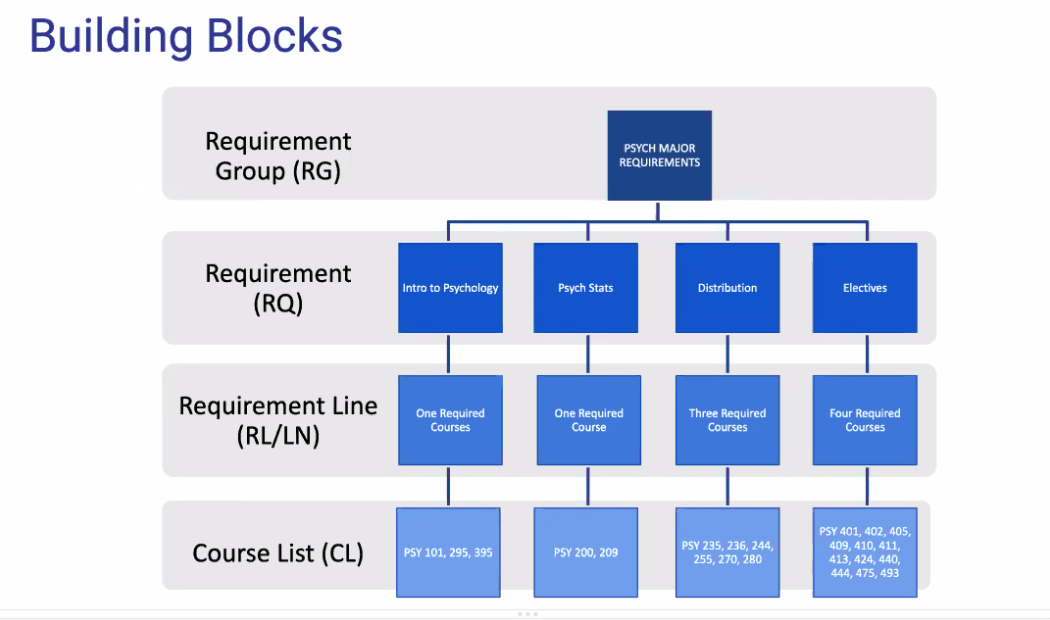 Building Blocks
Requirement
Group (RG)
PSYCH MAJOR
REQUIREMENTS
Requirement
(RQ)
Intro to Psychology
Psych Stats
Distribution
Electives
Requirement Line
(RL/LN)
One Required
Courses
One Required
Course
Three Required
Courses
Four Required
Courses
Course List (CL)
PSY 101, 295, 395
PSY 200, 209
PSY 235, 236, 244,
255, 270, 280
PSY 401, 402, 405,
409, 410, 411,
413, 424, 440,
444, 475, 493